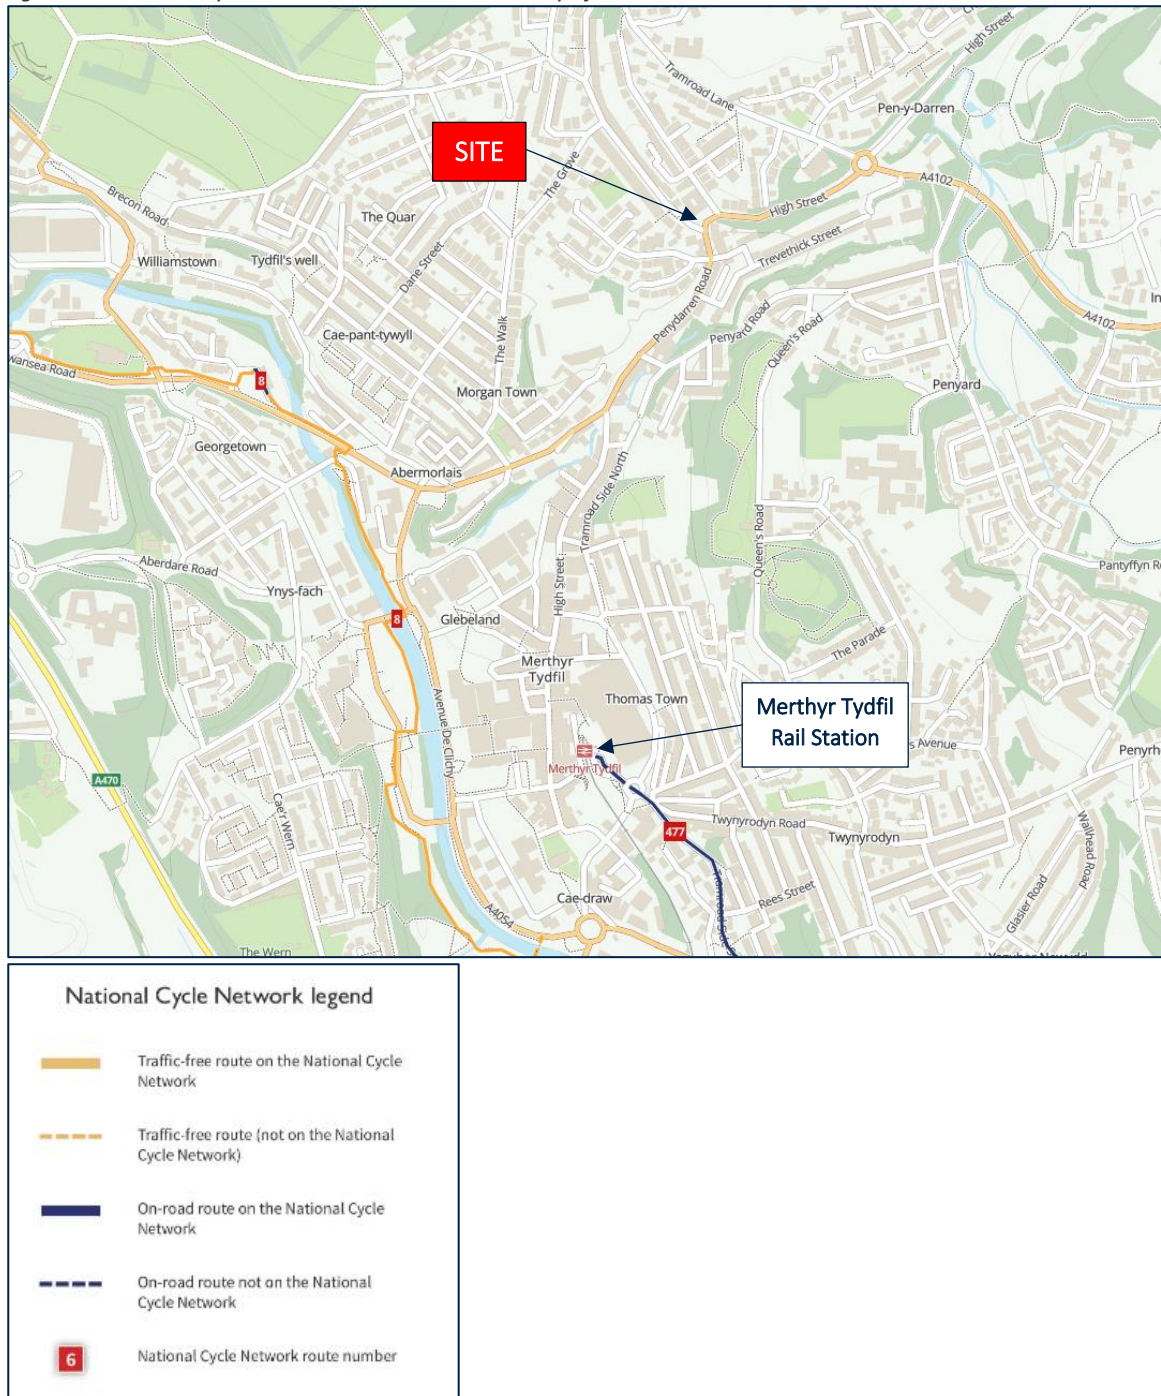 High Street
Tramroad Lane
Pen-y-Darren
SITE
The Grove
A4102
Brecon Road
The Quar
High Street
Trevethick Street
Williamstown
Tydfil's well
Dane Street
Penydarren Road
Cae-pant-tywyll
The Walk
Penyard Road
Queen's Road
A4102
wansea Road
8
Morgan Town
Penyard
Georgetown
Abermorlais
Tramroad Side North
Queen's Road
Aberdare Road
Ynys-fach
High Street
Pantyffyn
8
Glebeland
The Parade
Merthyr
Tydfil
Thomas Town
Merthyr Tydfil
Rail Station
Avenue De Clichy
s Avenue
Merthyr Tydfil
A470
Cae'r Wern
477
Twynyrodyn Road
Twynyrodyn
Wallhead Road
Rees Street
Glasier Road
Cae-draw
A4054
Tramroad Side
The Wern
National Cycle Network legend
Traffic-free route on the National Cycle
Network
Traffic-free route (not on the National
Cycle Network)
On-road route on the National Cycle
Network
On-road route not on the National
Cycle Network
6
National Cycle Network route number